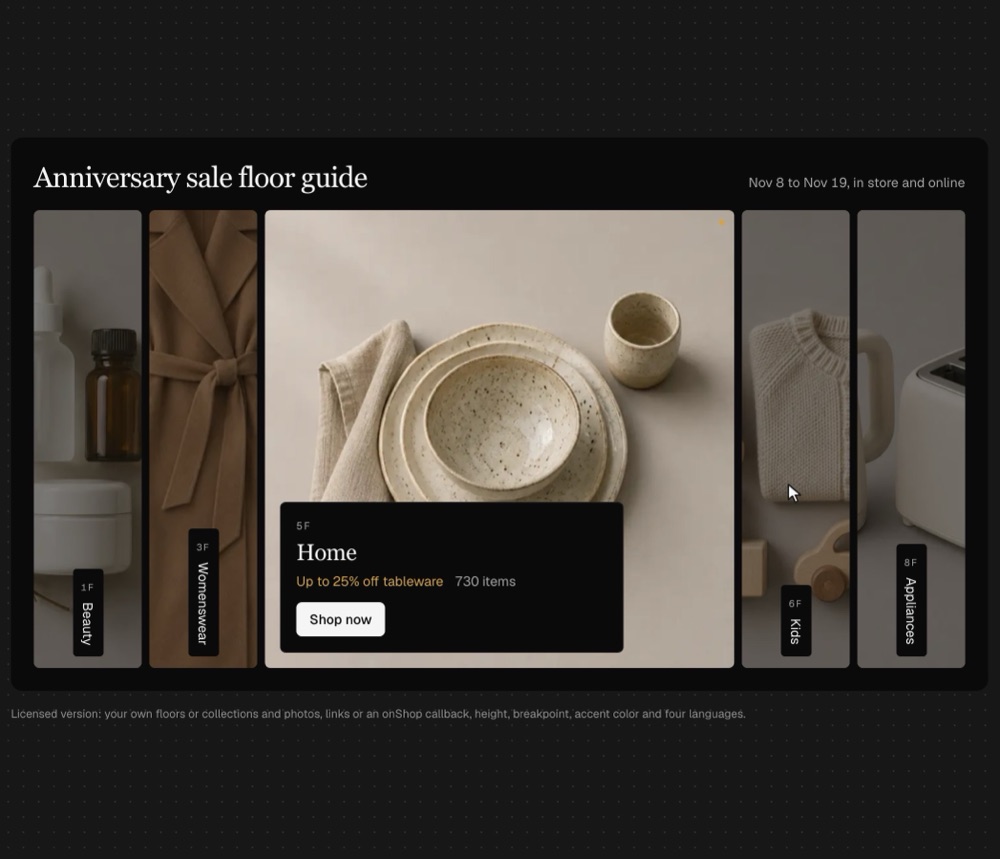 Anniversary sale floor guide
Nov 8 to Nov 19, in store and online
1F
Beauty
3F
Womenswear
5F
Home
Up to 25% off tableware 730 items
Shop now
6F
Kids
8F
Appliances
Licensed version: your own floors or collections and photos, links or an onShop callback, height, breakpoint, accent color and four languages.